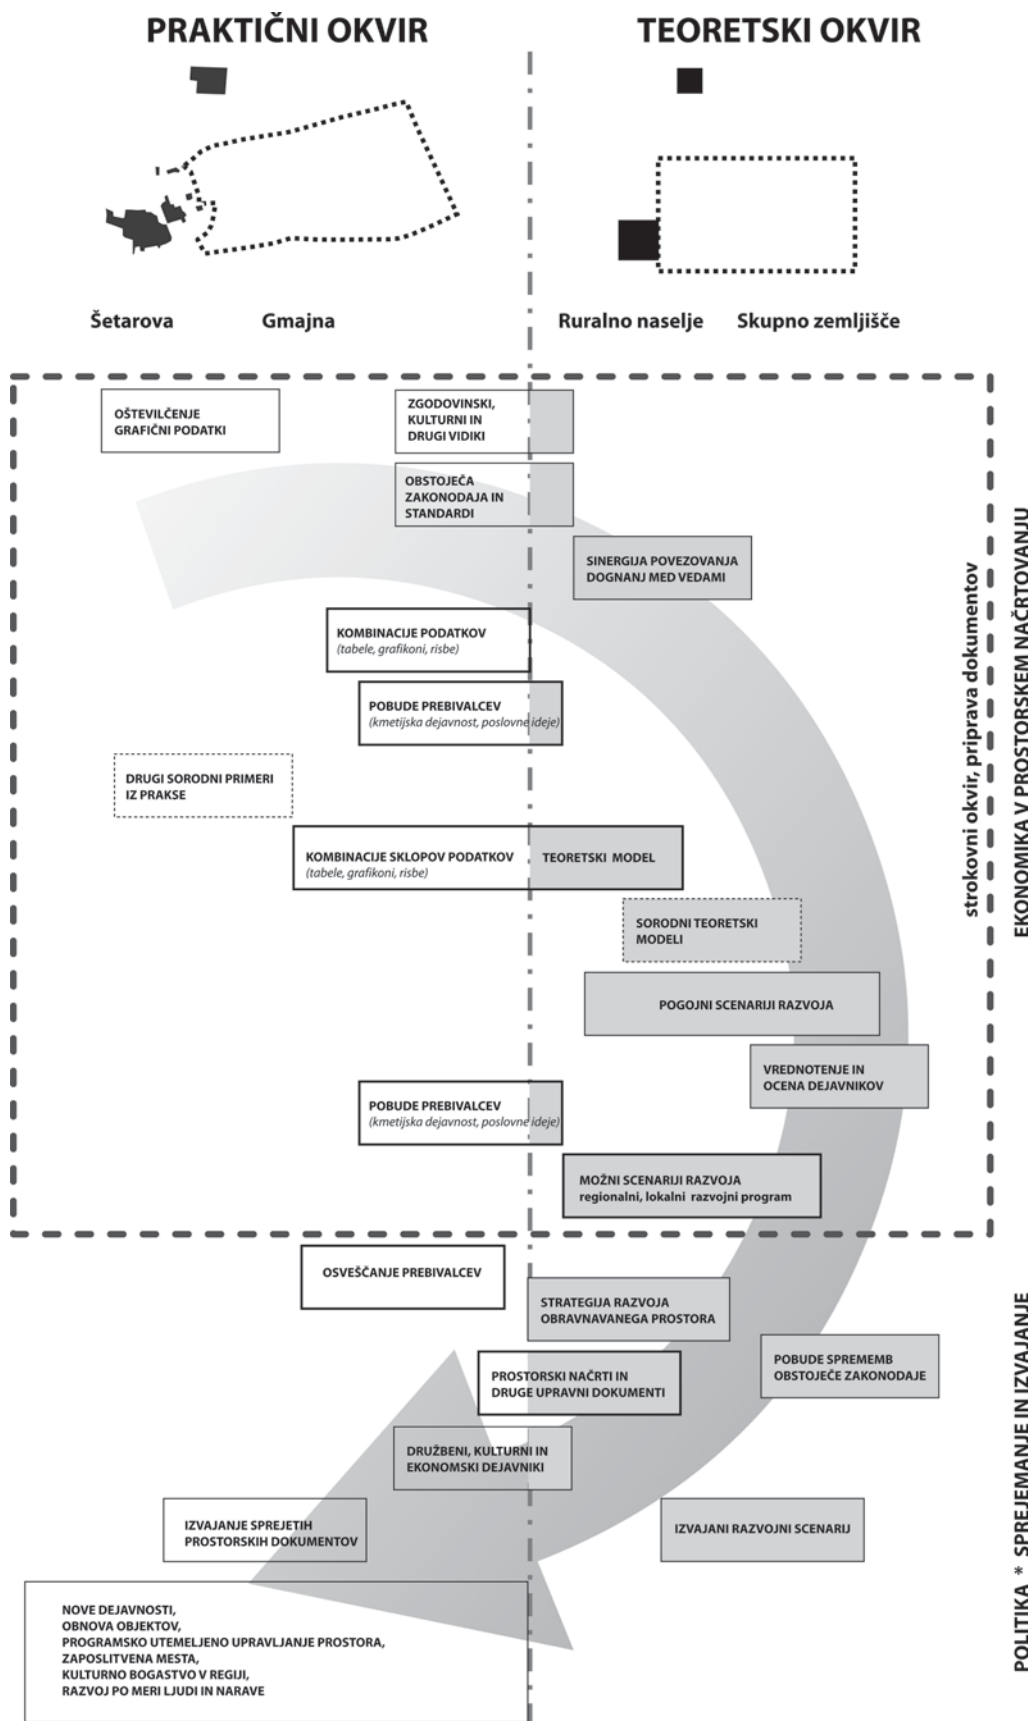 PRAKTIČNI OKVIR
TEORETSKI OKVIR
Šetarova
Gmajna
Ruralno naselje
Skupno zemljišče
OŠTEVILČENJE
GRAFIČNI PODATKI
ZGODOVINSKI,
KULTURNI IN
DRUGI VIDIKI
OBSTOJEČA
ZAKONODAJA IN
STANDARDI
SINERGIJA POVEZOVANJA
DOGNANJ MED VEDAMI
KOMBINACIJE PODATKOV
(tabele, grafikoni, risbe)
POBUDE PREBIVALCEV
(kmetijska dejavnost, poslovne ideje)
DRUGI SORODNI PRIMERI
IZ PRAKSE
KOMBINACIJE SKLOPOV PODATKOV
(tabele, grafikoni, risbe)
TEORETSKI MODEL
SORODNI TEORETSKI
MODELI
POGOJNI SCENARIJI RAZVOJA
VREDNOTENJE IN
OCENA DEJAVNIKOV
POBUDE PREBIVALCEV
(kmetijska dejavnost, poslovne ideje)
MOŽNI SCENARIJI RAZVOJA
regionalni, lokalni razvojni program
strokovni okvir, priprava dokumentov
EKONOMIKA V PROSTORSKEM NAČRTOVANJU
OSVEŠČANJE PREBIVALCEV
STRATEGIJA RAZVOJA
OBRAVNAVANEGA PROSTORA
POBUDE SPREMEMB
OBSTOJEČE ZAKONODAJE
PROSTORSKI NAČRTI IN
DRUGE UPRAVNI DOKUMENTI
DRUŽBENI, KULTURNI IN
EKONOMSKI DEJAVNIKI
IZVAJANJE SPREJETIH
PROSTORSKIH DOKUMENTOV
IZVAJANI RAZVOJNI SCENARIJ
NOVE DEJAVNOSTI,
OBNOVA OBJEKTOV,
PROGRAMSKO UTEMELJENO UPRAVLJANJE PROSTORA,
ZAPOSLITVENA MESTA,
KULTURNO BOGASTVO V REGIJI,
RAZVOJ PO MERI LJUDI IN NARAVE
POLITIKA * SPREJEMANJE IN IZVAJANJE